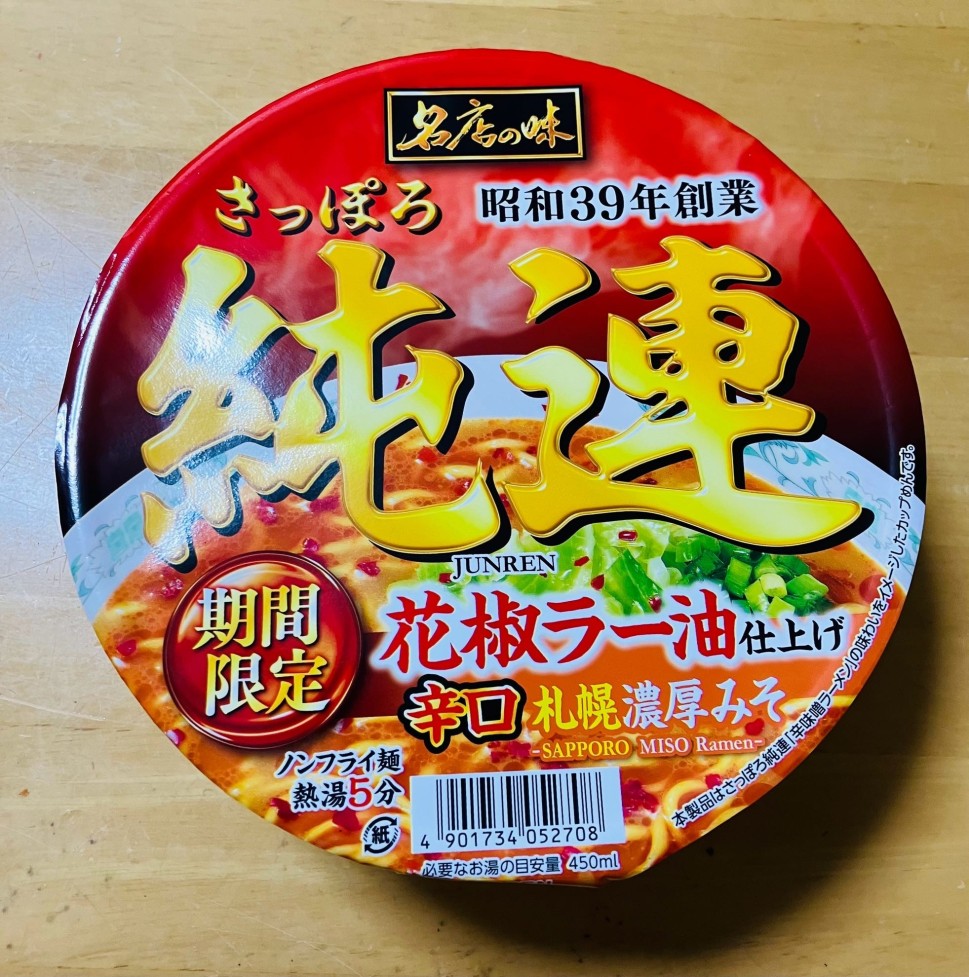 名店の味
さっぽろ 昭和39年創業
純連
JUNREN
期間
限定
花椒ラー油仕上げ
辛口 札幌濃厚みそ
-SAPPORO MISO Ramen-
ノンフライ麺
熱湯5分
紙
4 901734 052708
必要なお湯の目安量 450ml
本製品はさっぽろ純連「辛味噌ラーメン」の味わいをイメージしたカップめんです。